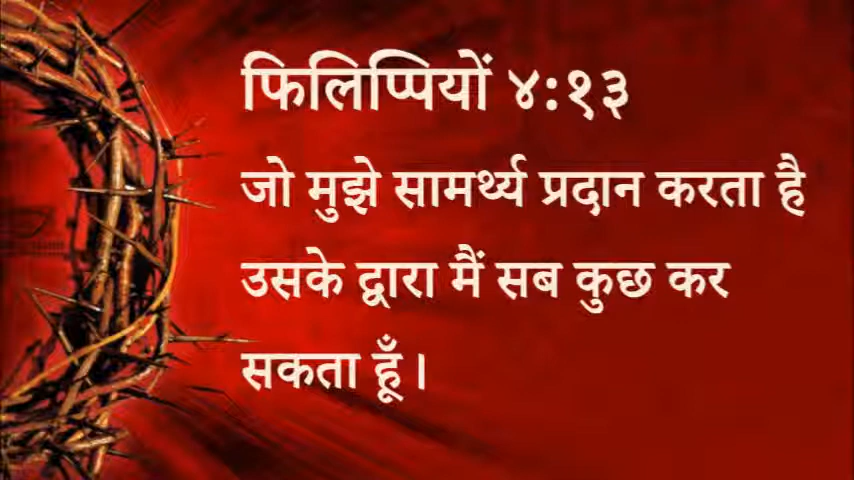 फिलिप्पियों ४:१३
जो मुझे सामर्थ्य प्रदान करता है
उसके द्वारा मैं सब कुछ कर
सकता हूँ।